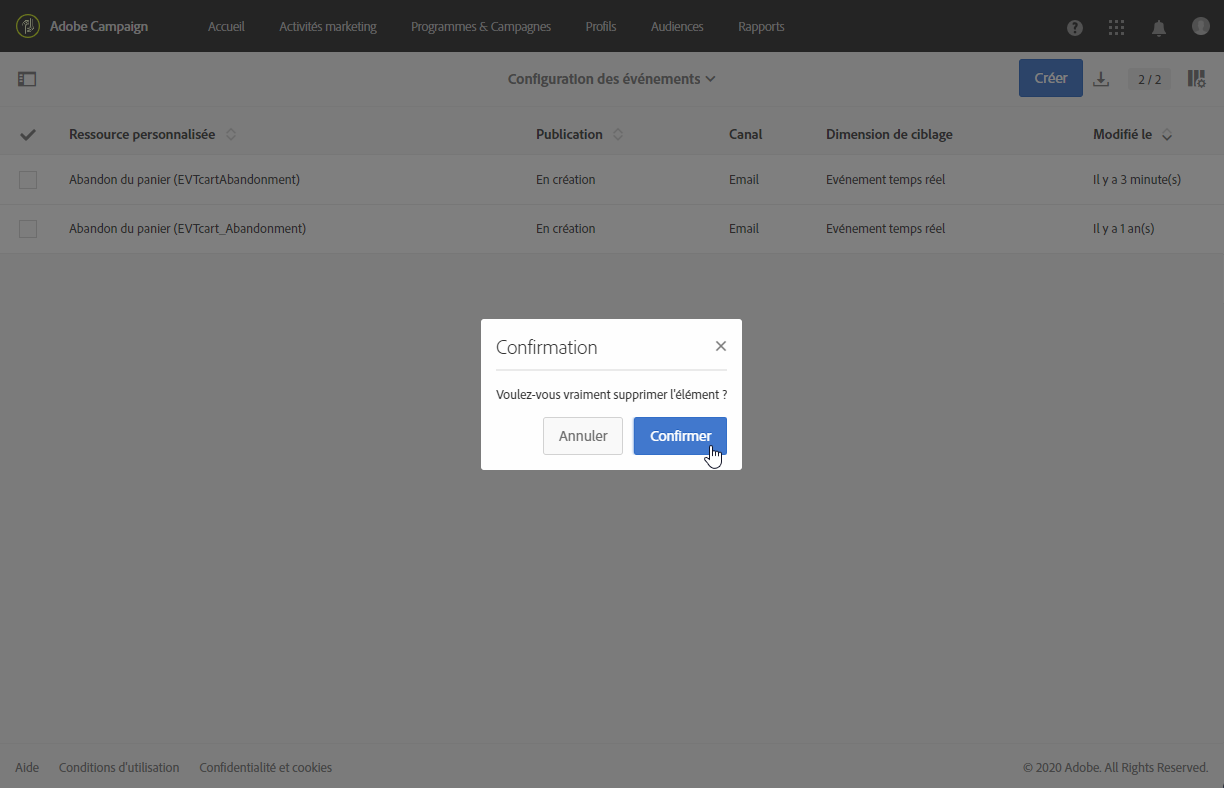 Adobe Campaign Accueil Activités marketing Programmes & Campagnes Profils Audiences Rapports
Configuration des événements Créer 2 / 2
Ressource personnalisée Publication Canal Dimension de ciblage Modifié le
Abandon du panier (EVTcartAbandonment) En création Email Evénement temps réel Il y a 3 minute(s)
Abandon du panier (EVTcart_Abandonment) En création Email Evénement temps réel Il y a 1 an(s)
Confirmation
Voulez-vous vraiment supprimer l'élément ?
Annuler Confirmer
Aide Conditions d'utilisation Confidentialité et cookies © 2020 Adobe. All Rights Reserved.